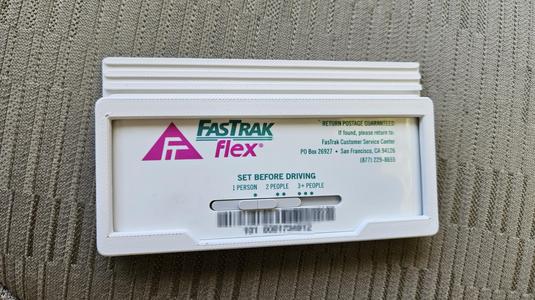 FASTRAK
flex®
RETURN POSTAGE GUARANTEED
If found, please return to:
FasTrak Customer Service Center
PO Box 26927 • San Francisco, CA 94126
(877) 229-8655
SET BEFORE DRIVING
1 PERSON 2 PEOPLE 3+ PEOPLE